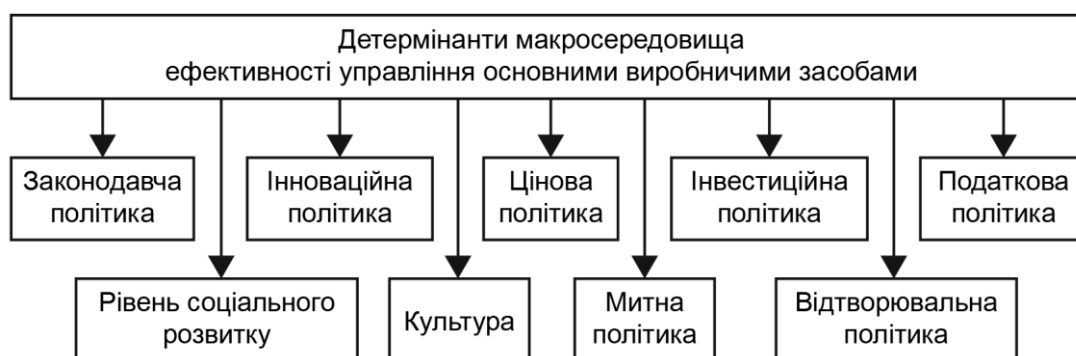 Детермінанти макросередовища
ефективності управління основними виробничими засобами
Законодавча
політика
Інноваційна
політика
Цінова
політика
Інвестиційна
політика
Податкова
політика
Рівень соціального
розвитку
Культура
Митна
політика
Відтворювальна
політика